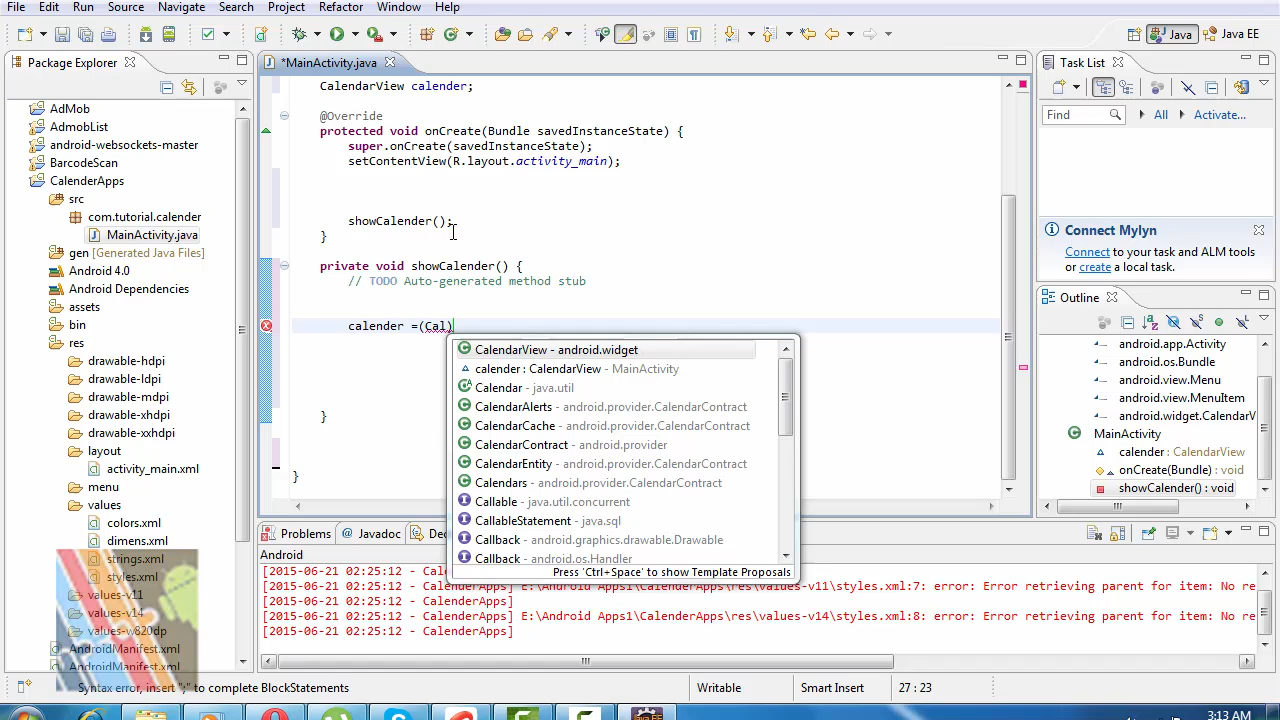 File Edit Run Source Navigate Search Project Refactor Window Help
Java
Java EE
Package Explorer
*MainActivity.java
Task List
AdMob
AdmobList
android-websockets-master
BarcodeScan
CalenderApps
src
com.tutorial.calender
MainActivity.java
gen [Generated Java Files]
Android 4.0
Android Dependencies
assets
bin
res
drawable-hdpi
drawable-ldpi
drawable-mdpi
drawable-xhdpi
drawable-xxhdpi
layout
activity_main.xml
menu
values
colors.xml
dimens.xml
strings.xml
styles.xml
values-v11
values-v14
values-w820dp
AndroidManifest.xml
AndroidManifest.xml
CalendarView calender;
@Override
protected void onCreate(Bundle savedInstanceState) {
super.onCreate(savedInstanceState);
setContentView(R.layout.activity_main);
showCalender();
}
private void showCalender() {
// TODO Auto-generated method stub
calender =(Cal)
}
}
CalendarView - android.widget
calender : CalendarView - MainActivity
Calendar - java.util
CalendarAlerts - android.provider.CalendarContract
CalendarCache - android.provider.CalendarContract
CalendarContract - android.provider
CalendarEntity - android.provider.CalendarContract
Calendars - android.provider.CalendarContract
Callable - java.util.concurrent
CallableStatement - java.sql
Callback - android.graphics.drawable.Drawable
Callback - android.os.Handler
Press 'Ctrl+Space' to show Template Proposals
Find All Activate...
Connect Mylyn
Connect to your task and ALM tools
or create a local task.
Outline
android.app.Activity
android.os.Bundle
android.view.Menu
android.view.MenuItem
android.widget.CalendarV
MainActivity
calender : CalendarView
onCreate(Bundle) : void
showCalender() : void
Problems Javadoc Dec
Android
[2015-06-21 02:25:12 - CalenderApps] E:\Android Apps1\CalenderApps\res\values-v11\styles.xml:7: error: Error retrieving parent for item: No re
[2015-06-21 02:25:12 - CalenderApps]
[2015-06-21 02:25:12 - CalenderApps] E:\Android Apps1\CalenderApps\res\values-v14\styles.xml:8: error: Error retrieving parent for item: No re
[2015-06-21 02:25:12 - CalenderApps]
Syntax error, insert ";" to complete BlockStatements
Writable
Smart Insert
27 : 23
3:13 AM